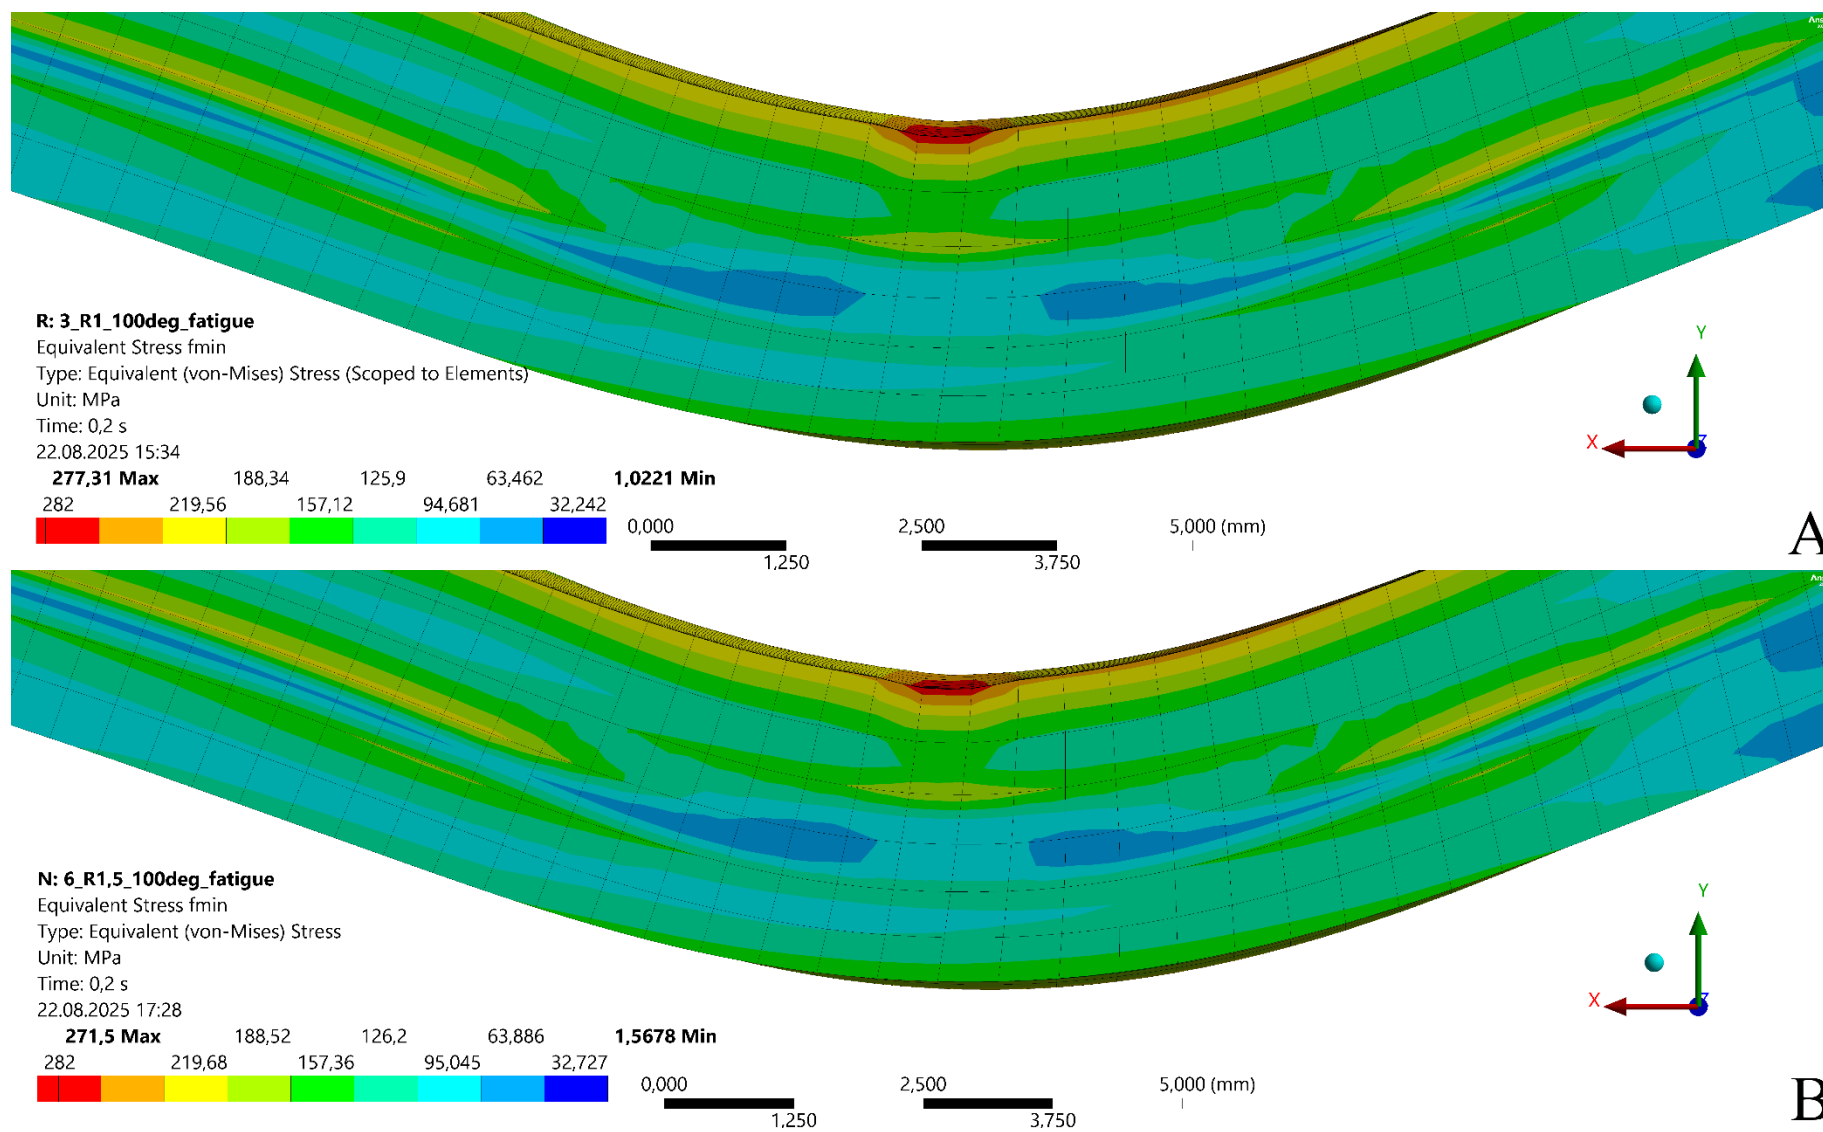 Ans
R: 3_R1_100deg_fatigue
Equivalent Stress fmin
Type: Equivalent (von-Mises) Stress (Scoped to Elements)
Unit: MPa
Time: 0,2 s
22.08.2025 15:34
277,31 Max 188,34 125,9 63,462 1,0221 Min
282 219,56 157,12 94,681 32,242
0,000 2,500 5,000 (mm)
1,250 3,750
Y
X
Z
A
Ans
N: 6_R1,5_100deg_fatigue
Equivalent Stress fmin
Type: Equivalent (von-Mises) Stress
Unit: MPa
Time: 0,2 s
22.08.2025 17:28
271,5 Max 188,52 126,2 63,886 1,5678 Min
282 219,68 157,36 95,045 32,727
0,000 2,500 5,000 (mm)
1,250 3,750
Y
X
Z
B